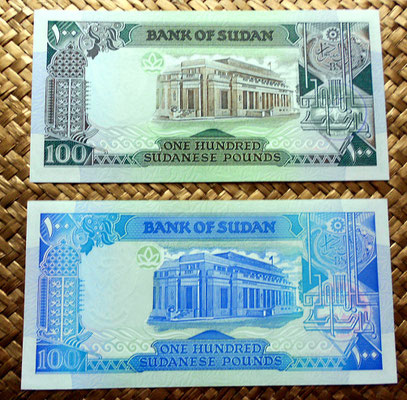 BANK OF SUDAN
١٠٠
100
ONE HUNDRED
SUDANESE POUNDS
١٠٠
BANK OF SUDAN
١٠٠
100
ONE HUNDRED
SUDANESE POUNDS
١٠٠